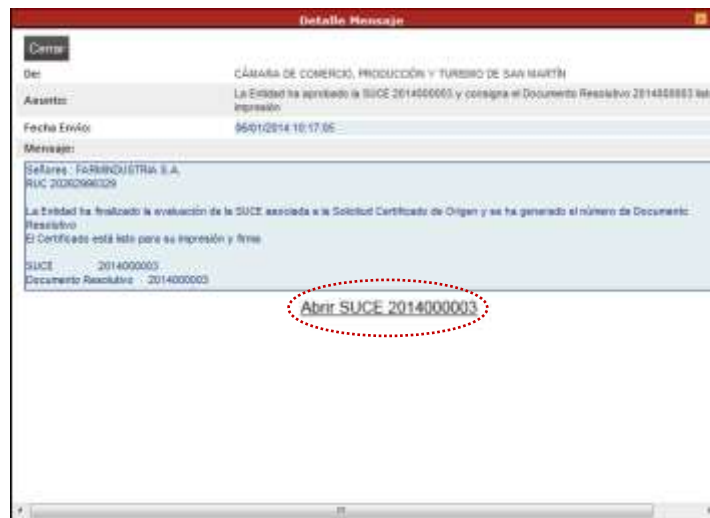 Detalle Mensaje
Cerrar
De: CÁMARA DE COMERCIO, PRODUCCIÓN Y TURISMO DE SAN MARTÍN
Asunto: La Entidad ha aprobado la SUCE 2014000003 y consigna el Documento Resolutivo 2014000003 list
impresión
Fecha Envío: 06/01/2014 10:17:05
Mensaje:
Señores : FARMINDUSTRIA S.A.
RUC 20262996329
La Entidad ha finalizado la evaluación de la SUCE asociada a la Solicitud Certificado de Origen y se ha generado el número de Documento
Resolutivo
El Certificado está listo para su impresión y firma
SUCE 2014000003
Documento Resolutivo 2014000003
Abrir SUCE 2014000003